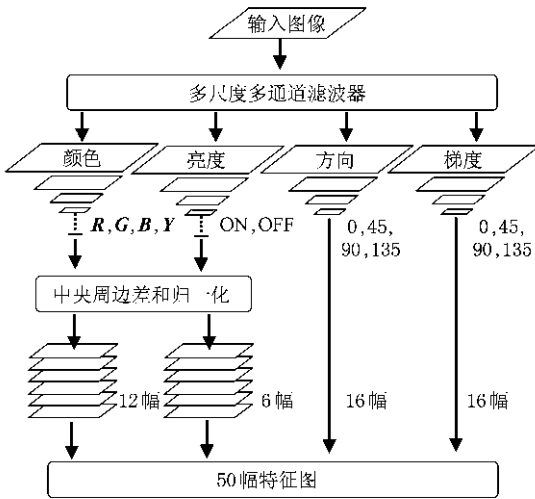 输入图像
多尺度多通道滤波器
颜色 亮度 方向 梯度
R,G,B,Y ON,OFF 0,45, 0,45,
90,135 90,135
中央周边差和归一化
12幅 6幅 16幅 16幅
50幅特征图